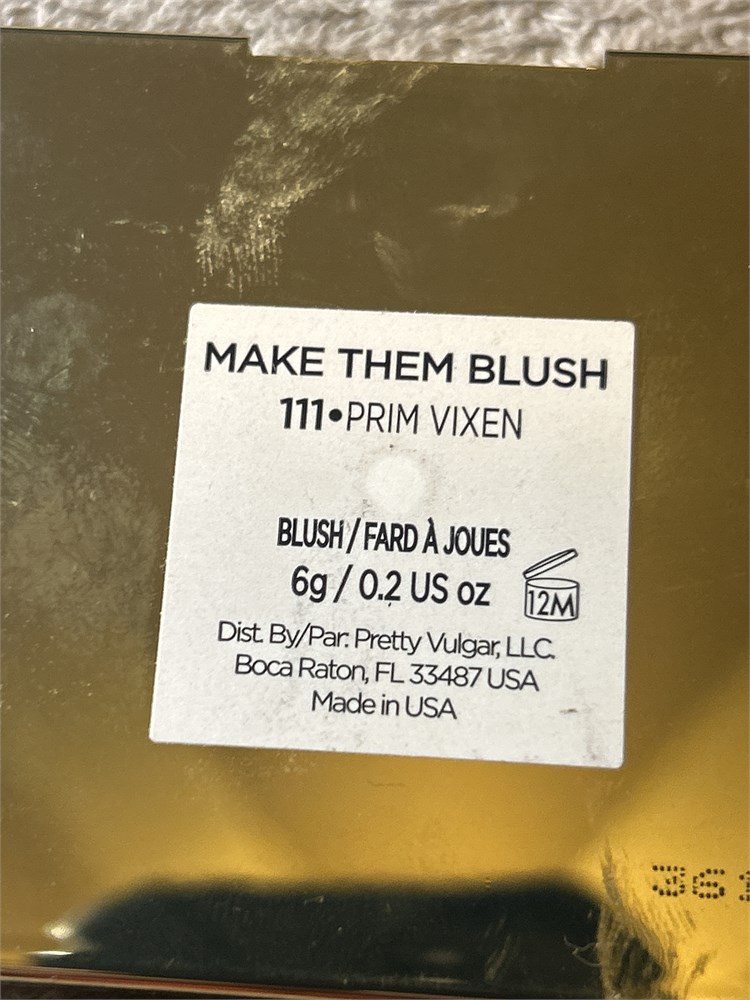 MAKE THEM BLUSH
111•PRIM VIXEN
BLUSH / FARD À JOUES
6g / 0.2 US oz
12M
Dist. By/Par: Pretty Vulgar, LLC.
Boca Raton, FL 33487 USA
Made in USA